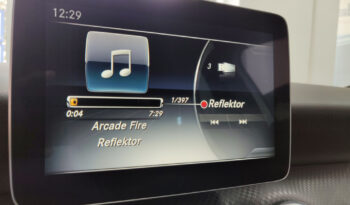 12:29
3
1/397
Reflektor
0:04
7:29
Arcade Fire
Reflektor